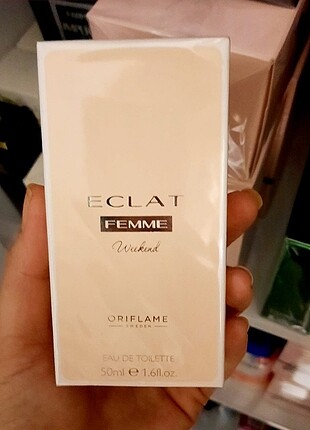 ECLAT
FEMME
Weekend
ORIFLAME
SWEDEN
EAU DE TOILETTE
50ml e 1.6fl.oz